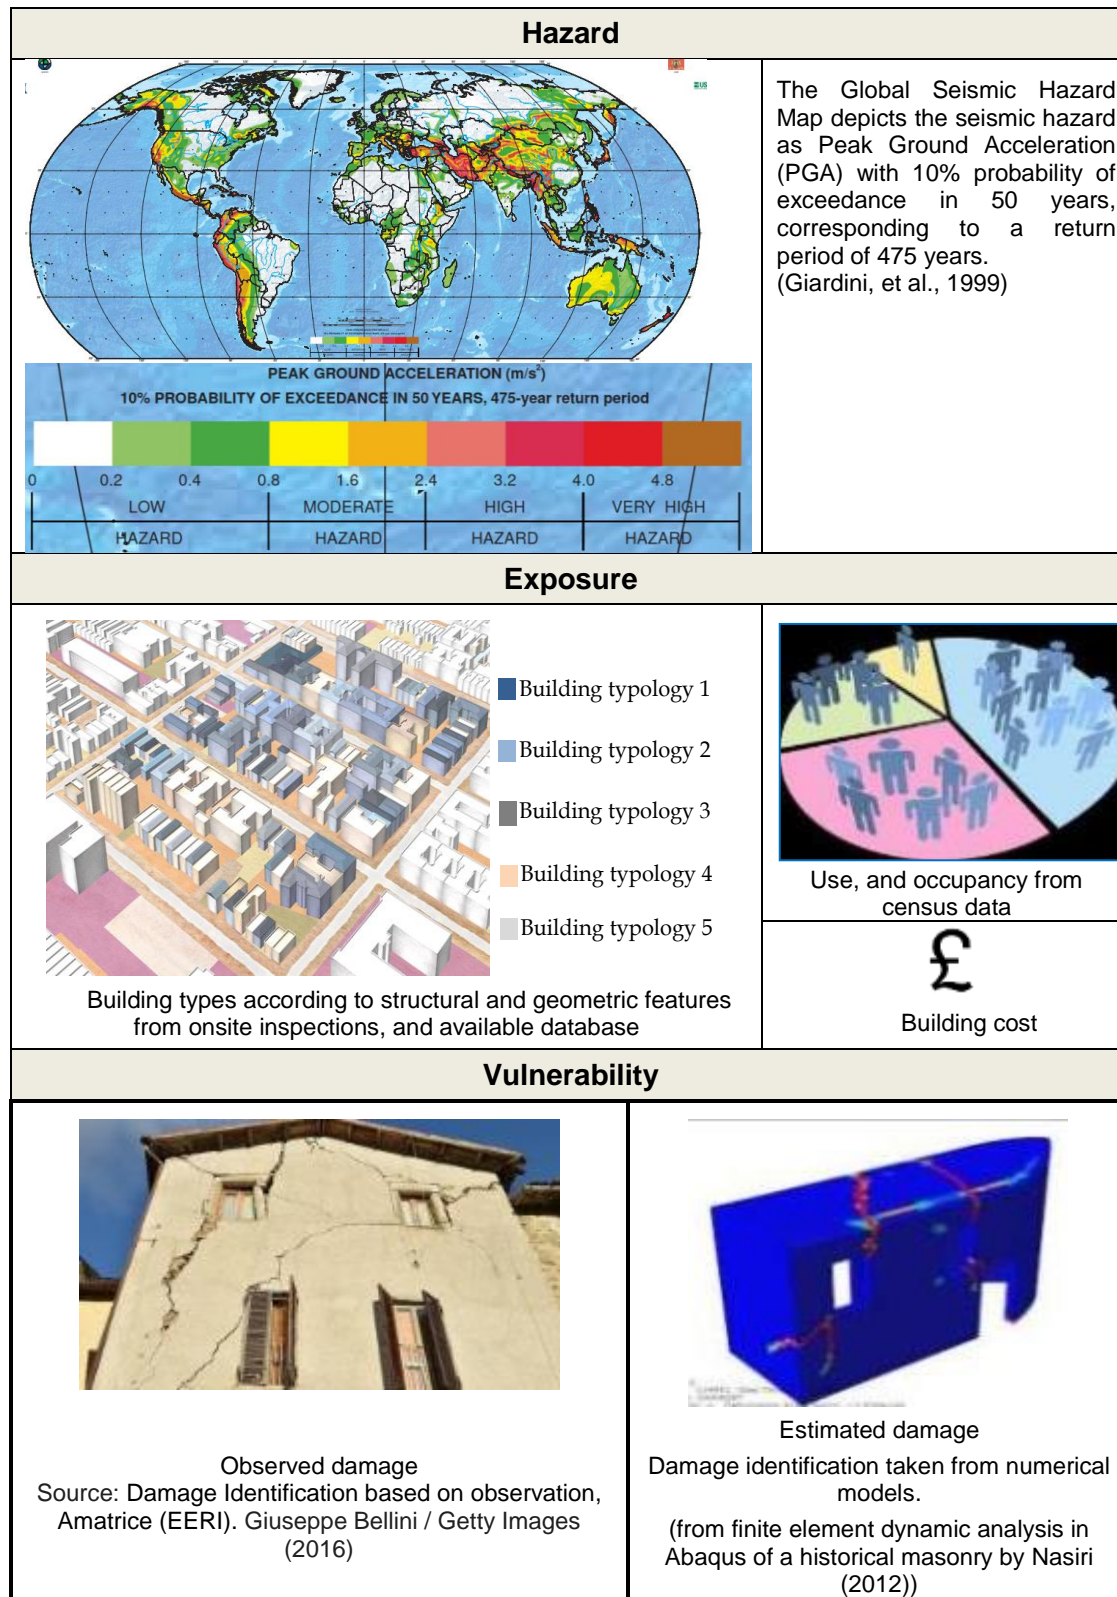 Hazard
The Global Seismic Hazard
Map depicts the seismic hazard
as Peak Ground Acceleration
(PGA) with 10% probability of
exceedance in 50 years,
corresponding to a return
period of 475 years.
(Giardini, et al., 1999)
PEAK GROUND ACCELERATION (m/s²)
10% PROBABILITY OF EXCEEDANCE IN 50 YEARS, 475-year return period
0 0.2 0.4 0.8 1.6 2.4 3.2 4.0 4.8
LOW MODERATE HIGH VERY HIGH
HAZARD HAZARD HAZARD HAZARD
Exposure
Building typology 1
Building typology 2
Building typology 3
Building typology 4
Building typology 5
Building types according to structural and geometric features
from onsite inspections, and available database
Use, and occupancy from
census data
£
Building cost
Vulnerability
Observed damage
Source: Damage Identification based on observation,
Amatrice (EERI). Giuseppe Bellini / Getty Images
(2016)
Estimated damage
Damage identification taken from numerical
models.
(from finite element dynamic analysis in
Abaqus of a historical masonry by Nasiri
(2012))